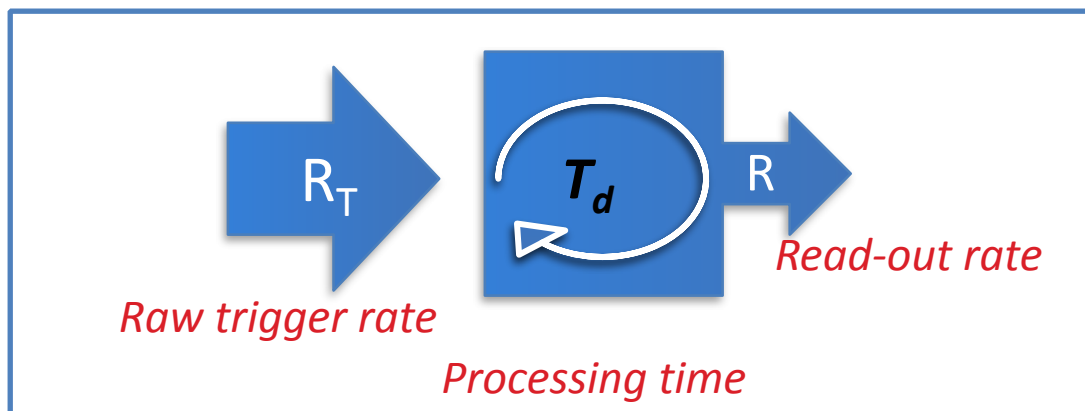 R_T
T_d
R
Read-out rate
Raw trigger rate
Processing time